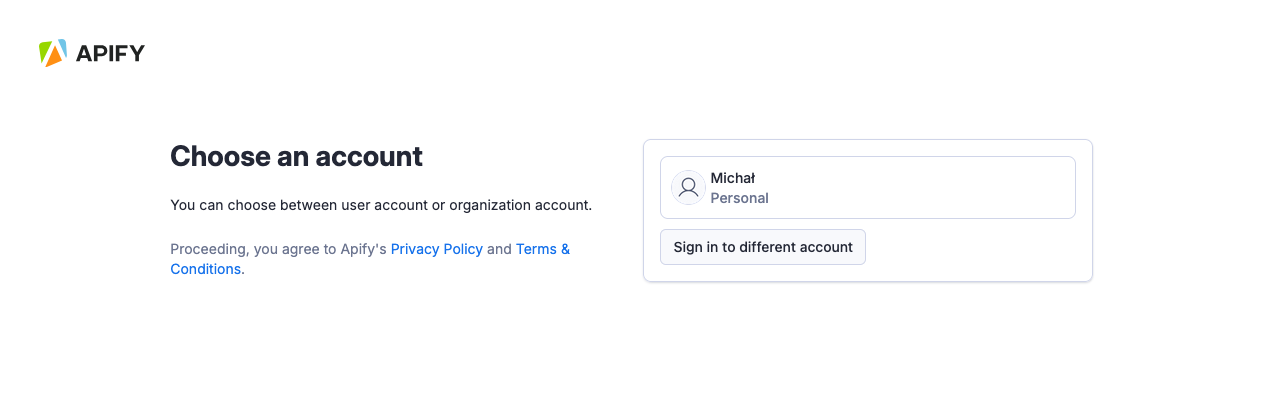 APIFY
Choose an account
You can choose between user account or organization account.
Proceeding, you agree to Apify's Privacy Policy and Terms &
Conditions.
Michał
Personal
Sign in to different account